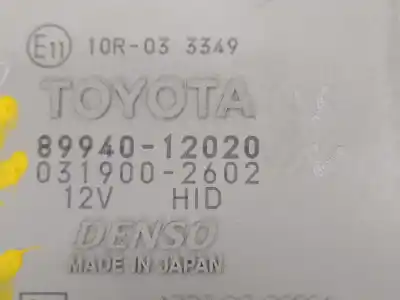 E11 10R-03 3349
TOYOTA
89940-12020
031900-2602
12V HID
DENSO
MADE IN JAPAN